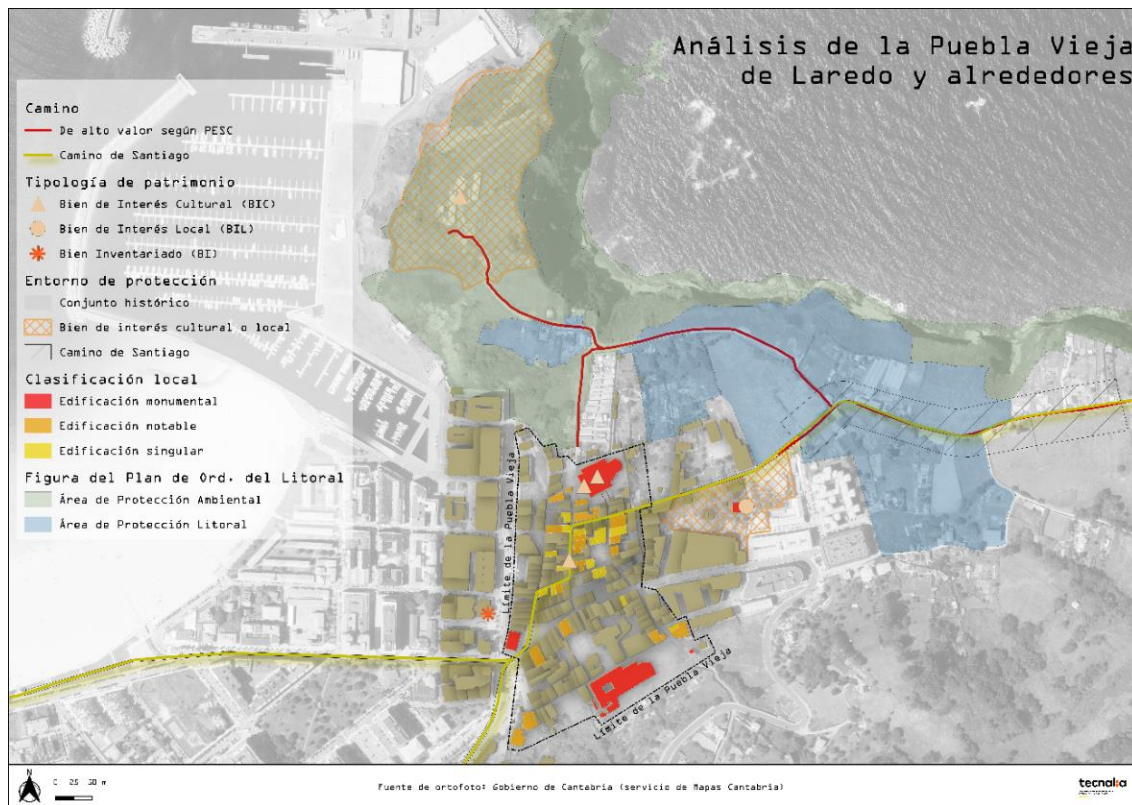 Análisis de la Puebla Vieja
de Laredo y alrededores
Camino
De alto valor según PESC
Camino de Santiago
Tipología de patrimonio
Bien de Interés Cultural (BIC)
Bien de Interés Local (BIL)
Bien Inventariado (BI)
Entorno de protección
Conjunto histórico
Bien de interés cultural o local
Camino de Santiago
Clasificación local
Edificación monumental
Edificación notable
Edificación singular
Figura del Plan de Ord. del Litoral
Área de Protección Ambiental
Área de Protección Litoral
Límite de la Puebla Vieja
Límite de la Puebla Vieja
N
0 25 50 m
Fuente de ortofoto: Gobierno de Cantabria (servicio de Mapas Cantabria)
tecnalia